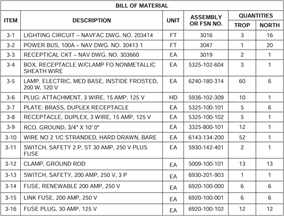 BILL OF MATERIAL
ITEM DESCRIPTION UNIT ASSEMBLY OR FSN NO. QUANTITIES
TROP NORTH
3-1 LIGHTING CIRCUIT – NAVFAC DWG. NO. 203414 FT 3016 3 16
3-2 POWER BUS, 100A – NAV DWG. NO. 30413 1 FT 3047 1 20
3-3 RECEPTICAL CKT – NAV DWG. NO. 303660 EA 3019 2 1
3-4 BOX, RECEPTACLE W/CLAMP FO NONMETALLIC SHEATH WIRE EA 5325-102-604 3 1
3-5 LAMP, ELECTRIC, MED BASE, INSTIDE FROSTED, 200 W, 120 V EA 6240-180-314 60 6
3-6 PLUG: ATTACHMENT, 3 WIRE, 15 AMP, 125 V HD 5936-102-309 10 1
3-7 PLATE: BRASS, DUPLEX RECEPTACLE EA 5325-100-101 5 6
3-8 RECEPTACLE, DUPLEX, 3 WIRE, 15 AMP, 125 V EA 5325-100-101 2 1
3-9 RCO, GROUND, 3/4" X 10' 0" EA 3325-800-101 12 1
3-10 WIRE NO 2 1/C STRANDED, HARD DRAWN, BARE EA 6143-134-200 52 1
3-11 SWITCH, SAFETY 2 P, ST 30 AMP, 250 V PLUS FUSE EA 5930-142-401 2 1
3-12 CLAMP, GROUND ROD EA 5009-100-101 13 13
3-13 SWITCH, SAFETY, 200 AMP, 250 V, 3 P EA 6930-201-903 1 1
3-14 FUSE, RENEWABLE 200 AMP, 250 V EA 6920-100-000 6 6
3-15 LINK FUSE, 200 AMP, 250 V EA 6920-100-001 6 6
3-16 FUSE PLUG, 30 AMP, 125 V EA 6920-100-102 12 12